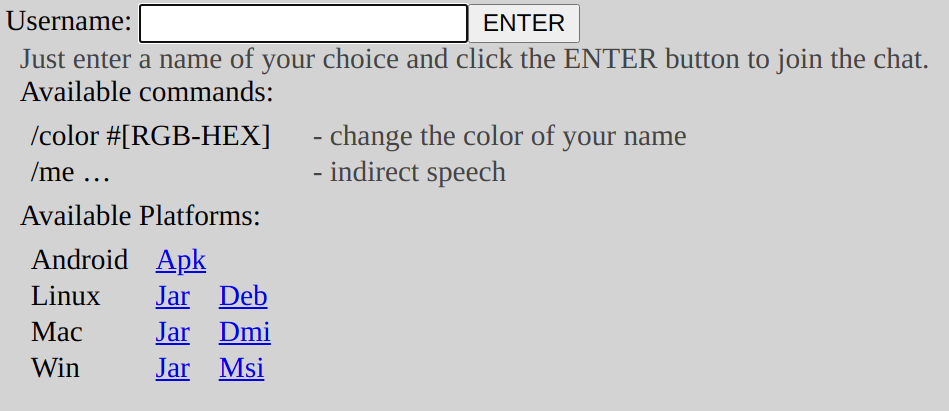 Username: ENTER
Just enter a name of your choice and click the ENTER button to join the chat.
Available commands:
/color #[RGB-HEX] - change the color of your name
/me … - indirect speech
Available Platforms:
Android Apk
Linux Jar Deb
Mac Jar Dmi
Win Jar Msi